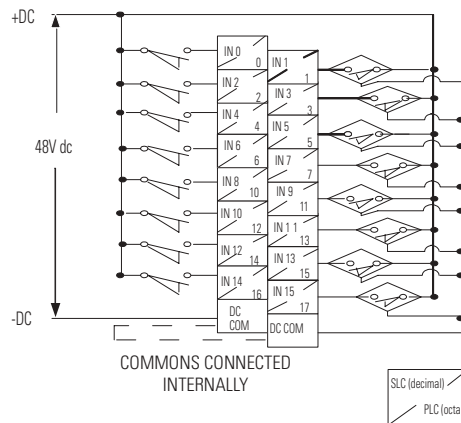 +DC
IN 0
0
IN 1
1
IN 2
2
IN 3
3
IN 4
4
IN 5
5
48V dc
IN 6
6
IN 7
7
IN 8
10
IN 9
11
IN 10
12
IN 11
13
IN 12
14
IN 13
15
IN 14
16
IN 15
17
-DC
DC
COM
DC COM
COMMONS CONNECTED
INTERNALLY
SLC (decimal)
PLC (octa